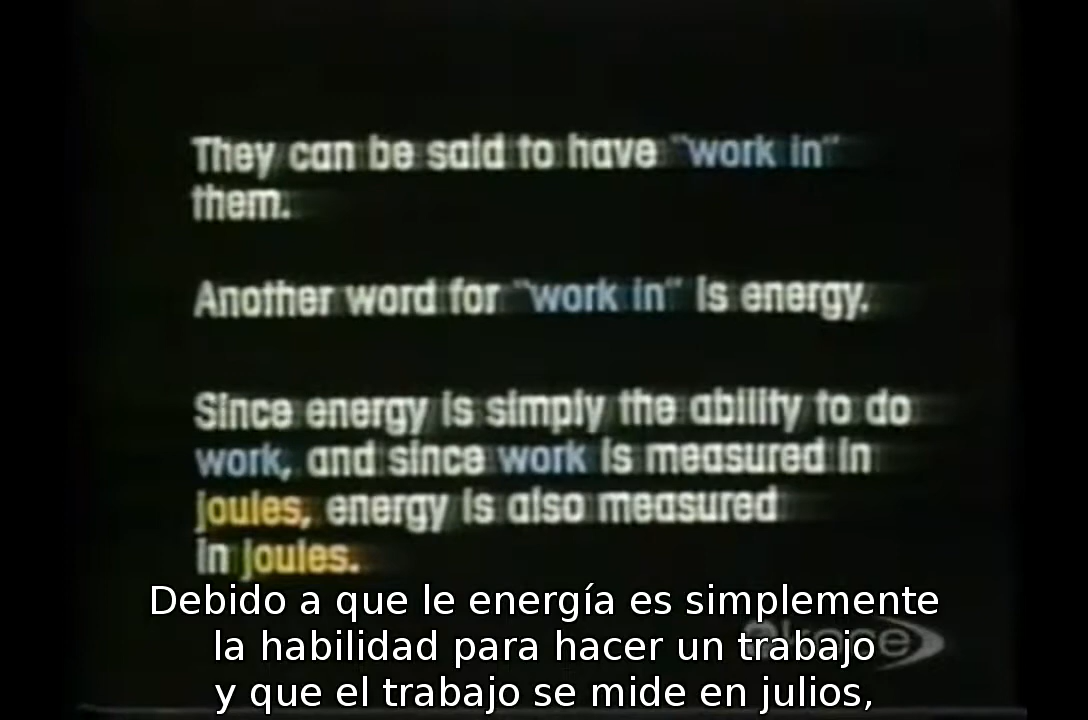 They can be said to have "work in"
them.
Another word for "work in" is energy.
Since energy is simply the ability to do
work, and since work is measured in
joules, energy is also measured
in joules.
Debido a que le energía es simplemente
la habilidad para hacer un trabajo
y que el trabajo se mide en julios,